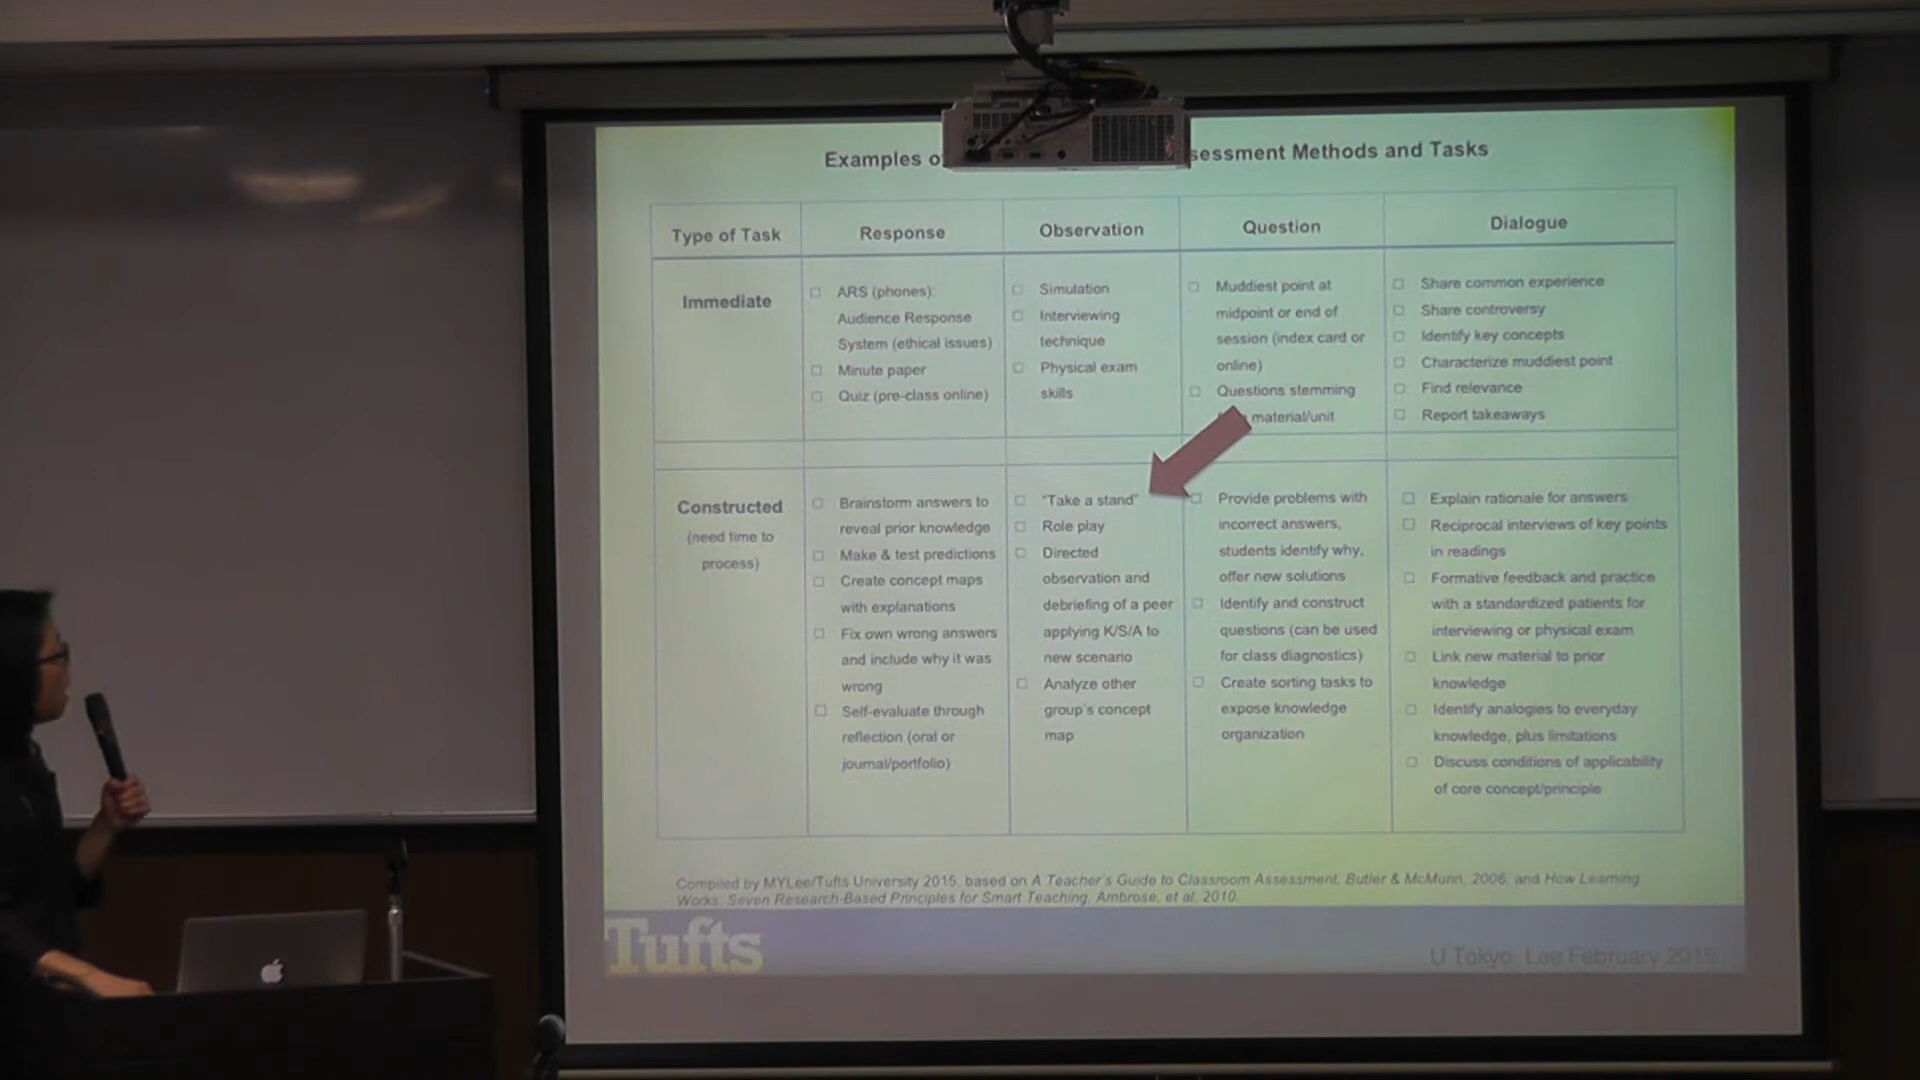 Examples o
sessment Methods and Tasks
Type of Task
Response
Observation
Question
Dialogue
Immediate
ARS (phones):
Audience Response
System (ethical issues)
Minute paper
Quiz (pre-class online)
Simulation
Interviewing
technique
Physical exam
skills
Muddiest point at
midpoint or end of
session (index card or
online)
Questions stemming
material/unit
Share common experience
Share controversy
Identify key concepts
Characterize muddiest point
Find relevance
Report takeaways
Constructed
(need time to
process)
Brainstorm answers to
reveal prior knowledge
Make & test predictions
Create concept maps
with explanations
Fix own wrong answers
and include why it was
wrong
Self-evaluate through
reflection (oral or
journal/portfolio)
"Take a stand"
Role play
Directed
observation and
debriefing of a peer
applying K/S/A to
new scenario
Analyze other
group's concept
map
Provide problems with
incorrect answers,
students identify why,
offer new solutions
Identify and construct
questions (can be used
for class diagnostics)
Create sorting tasks to
expose knowledge
organization
Explain rationale for answers
Reciprocal interviews of key points
in readings
Formative feedback and practice
with a standardized patients for
interviewing or physical exam
Link new material to prior
knowledge
Identify analogies to everyday
knowledge, plus limitations
Discuss conditions of applicability
of core concept/principle
Compiled by MYLee/Tufts University 2015, based on A Teacher's Guide to Classroom Assessment, Butler & McMunn, 2006, and How Learning
Works: Seven Research-Based Principles for Smart Teaching, Ambrose, et al, 2010
Tufts
U Tokyo, Lee February 2015